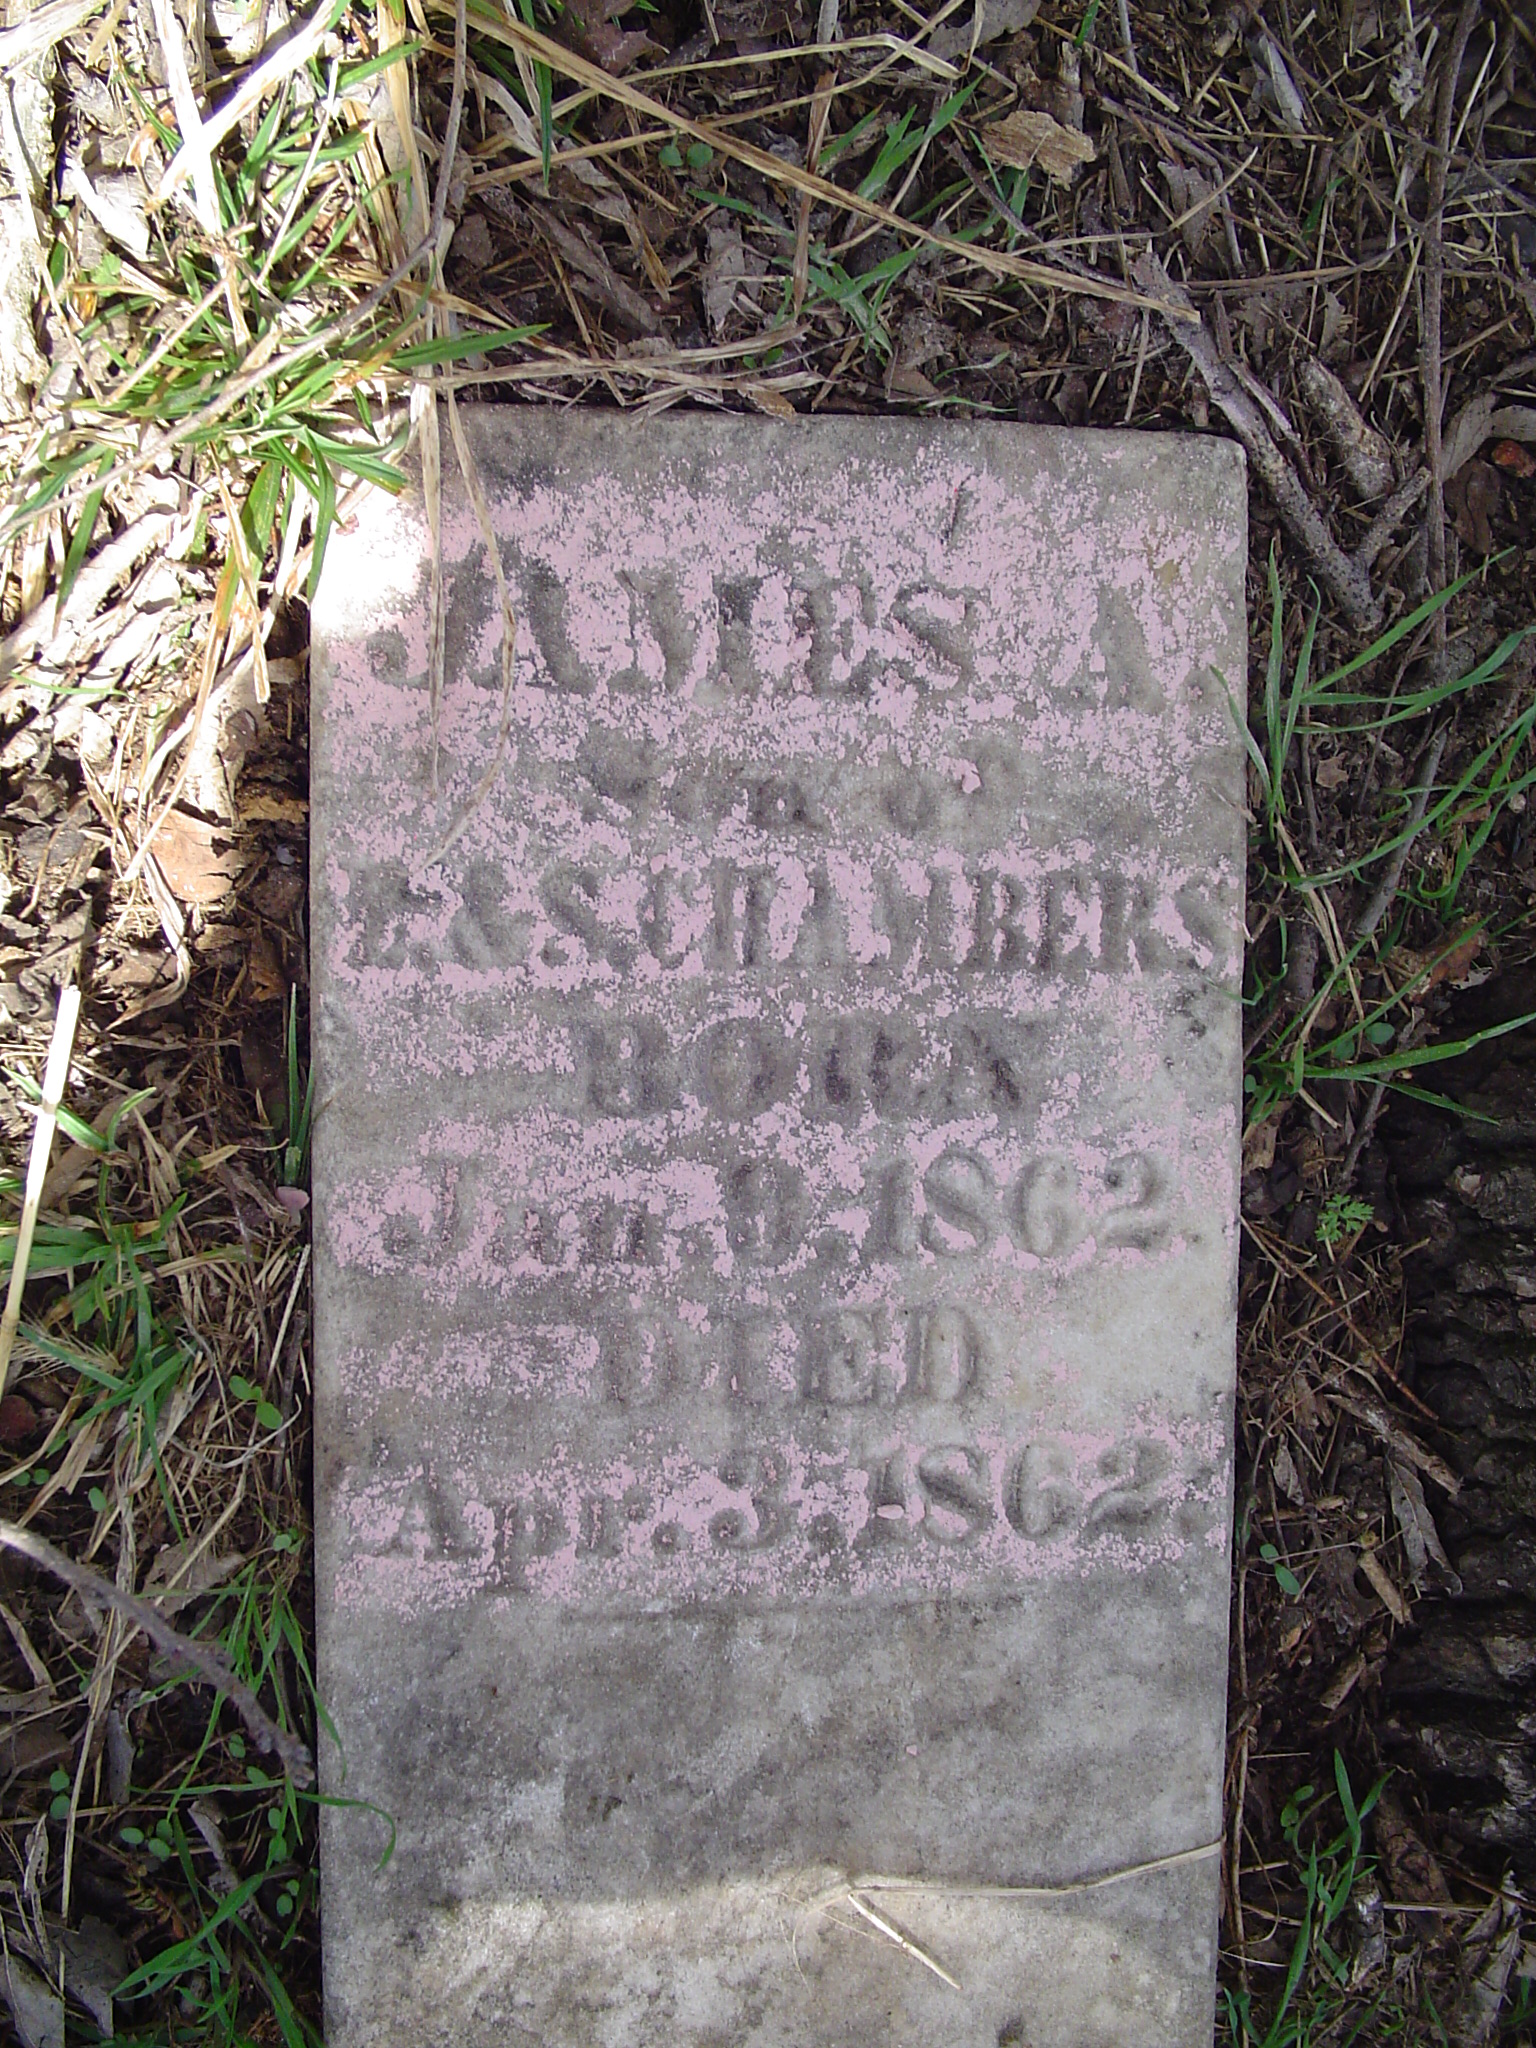 JAMES A.
Son of
E. & S. CHAMBERS
BORN
Jan. 9, 1862
DIED
Apr. 3. 1862.